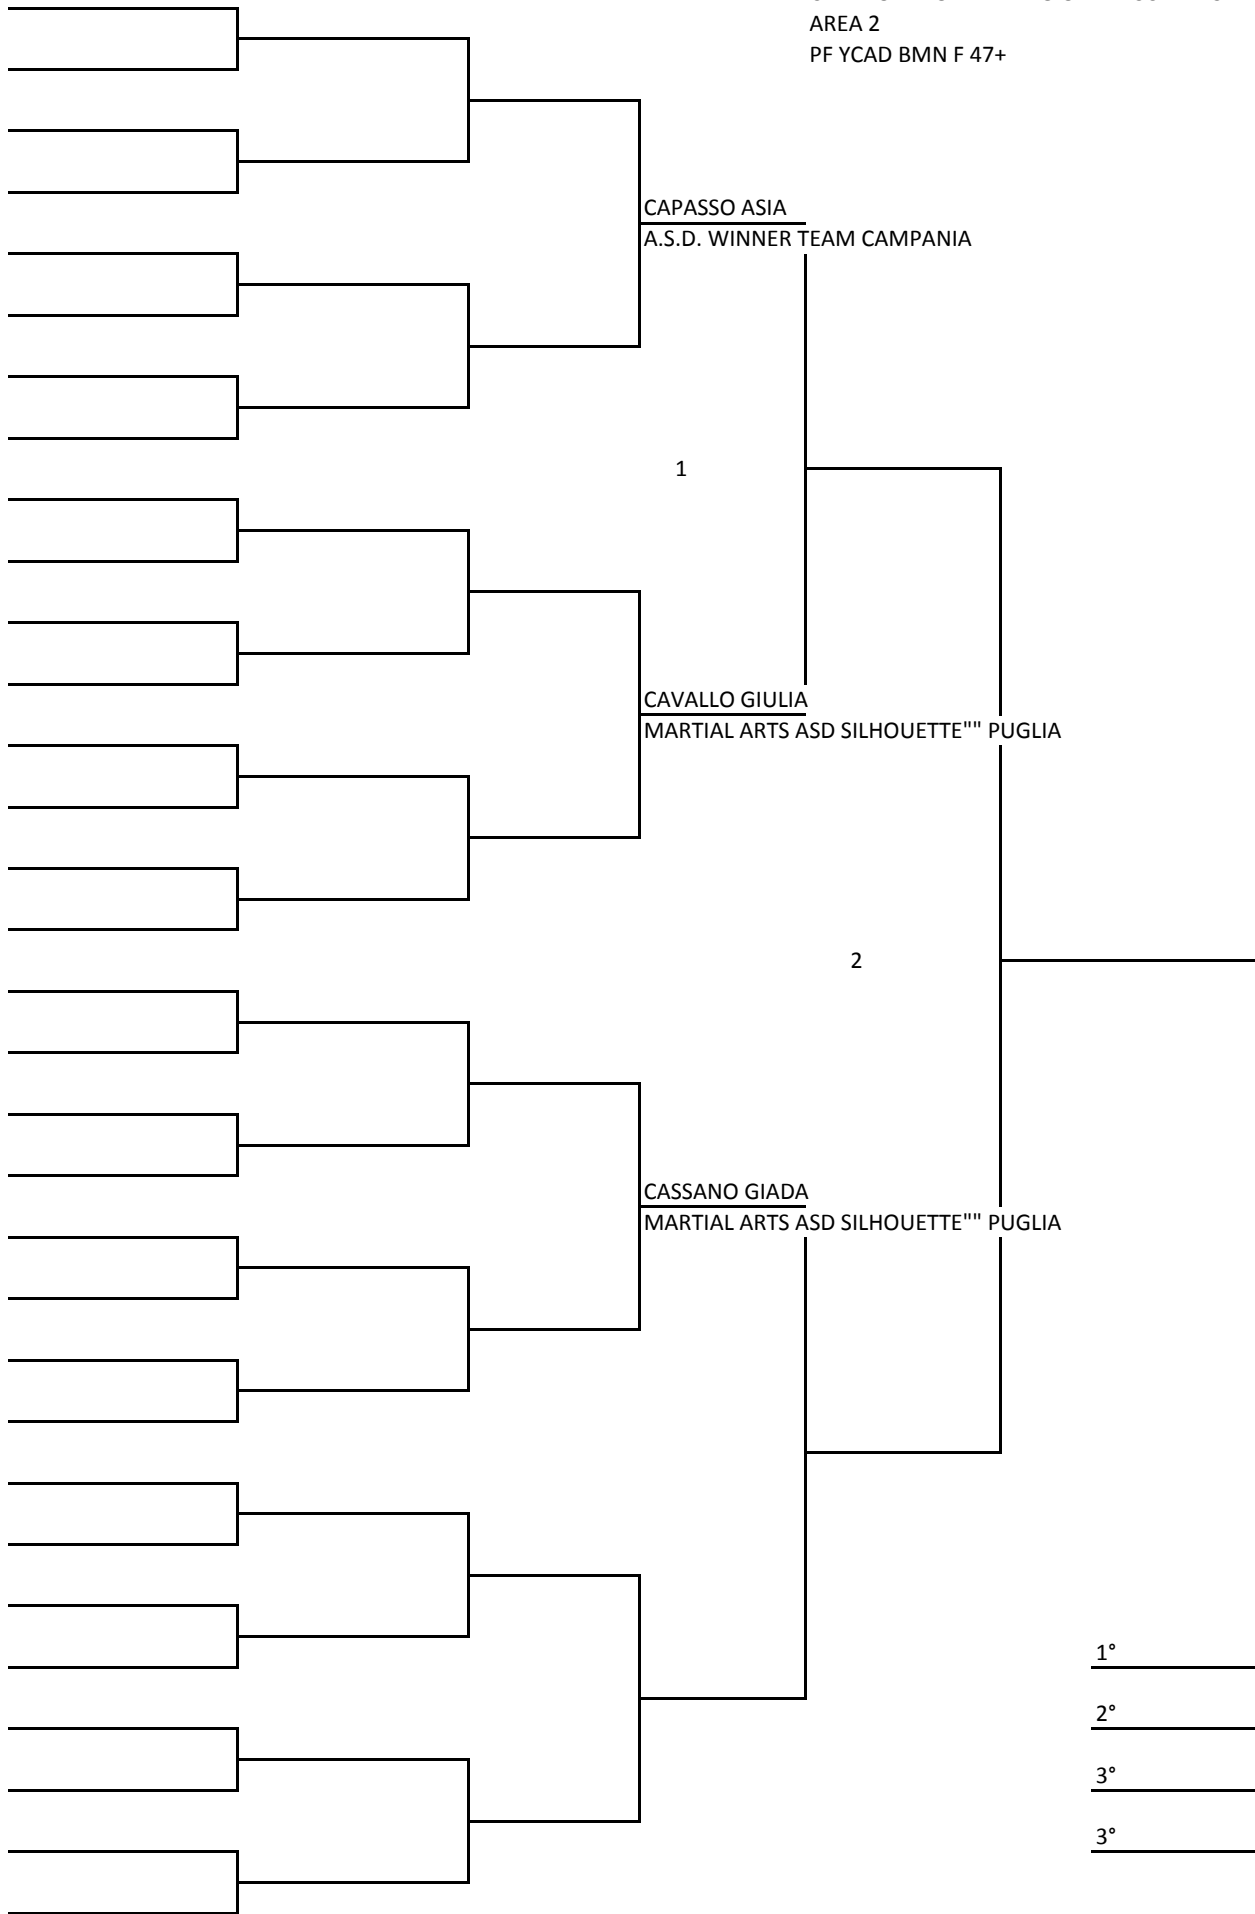 AREA 2
PF YCAD BMN F 47+
CAPASSO ASIA
A.S.D. WINNER TEAM CAMPANIA
1
CAVALLO GIULIA
MARTIAL ARTS ASD SILHOUETTE"" PUGLIA
2
CASSANO GIADA
MARTIAL ARTS ASD SILHOUETTE"" PUGLIA
1°
2°
3°
3°